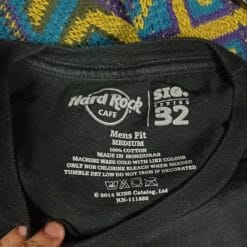 Hard Rock
CAFE
SIG.
SERIES
32
Mens Fit
MEDIUM
100% COTTON
MADE IN HONDURAS
MACHINE WASH COLD WITH LIKE COLOUR
ONLY NON CHLORINE BLEACH WHEN NEEDED
TUMBLE DRY LOW DO NOT IRON IF DECORATED
© 2014 KISS Catalog, Ltd
RN-111880